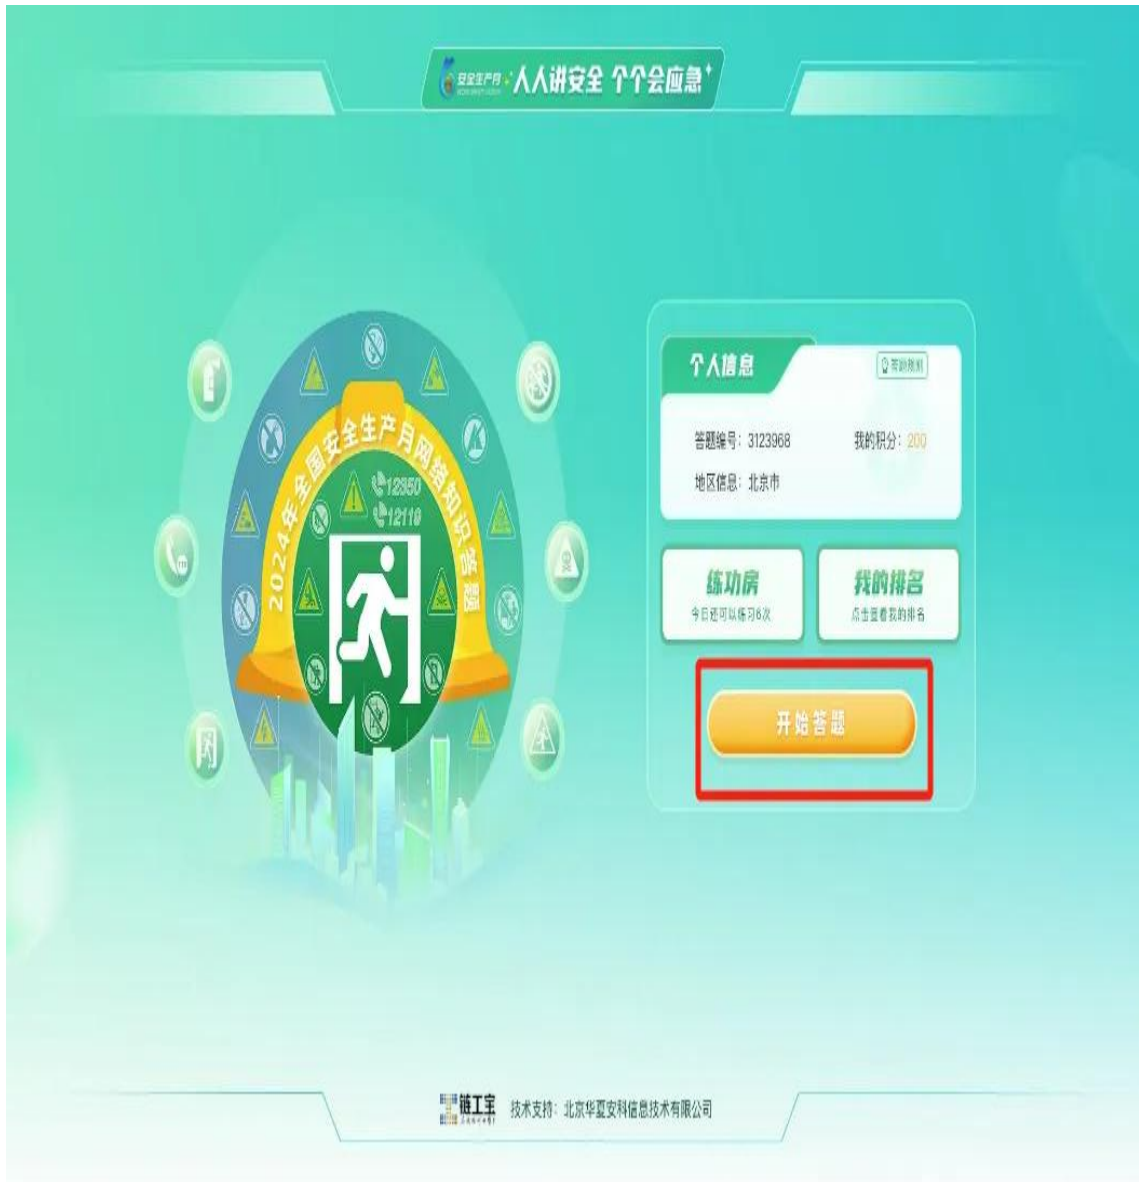 安全生产月 人人讲安全 个个会应急
2024年全国安全生产月网络知识答题
12350
12119
个人信息
答题规则
答题编号：3123968
我的积分：200
地区信息：北京市
练功房
今日还可以练习6次
我的排名
点击查看我的排名
开始答题
链工宝
技术支持：北京华夏安科信息技术有限公司